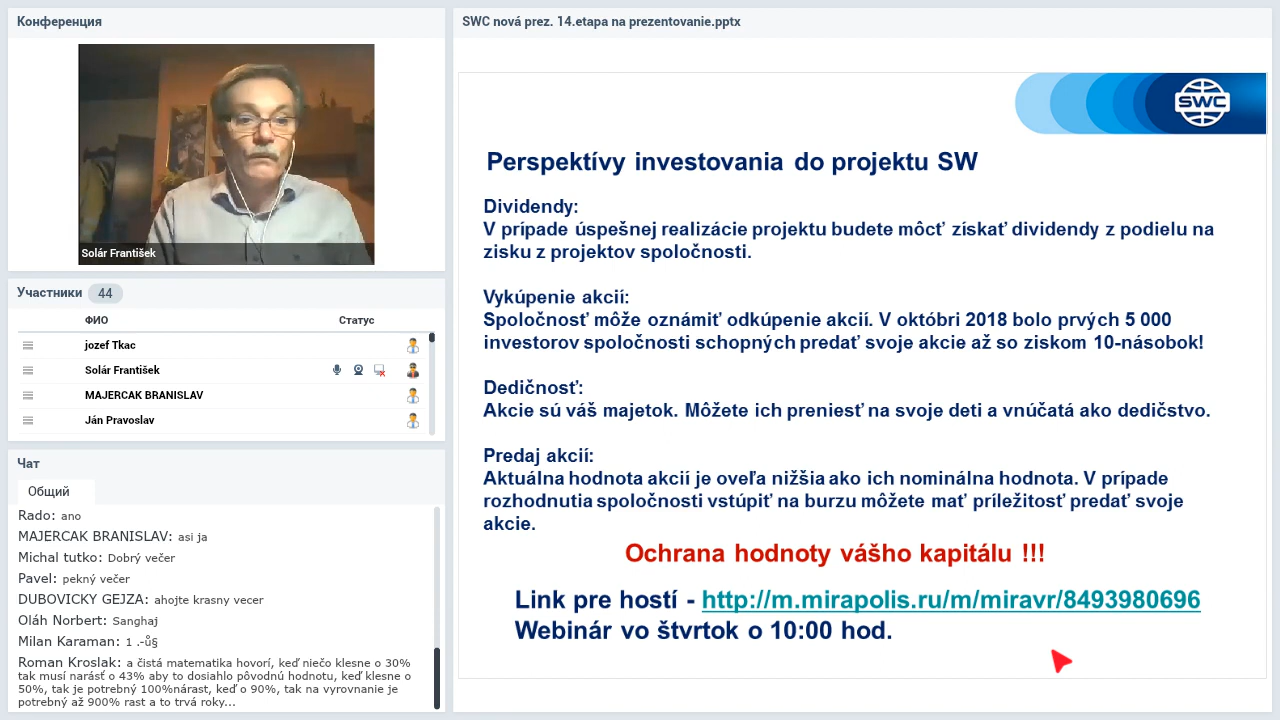 Конференция
Solár František
Участники 44
ФИО Статус
jozef Tkac
Solár František
MAJERCAK BRANISLAV
Ján Pravoslav
Чат
Общий
Rado: ano
MAJERCAK BRANISLAV: asi ja
Michal tutko: Dobrý večer
Pavel: pekný večer
DUBOVICKY GEJZA: ahojte krasny vecer
Oláh Norbert: Sanghaj
Milan Karaman: 1 .-ů§
Roman Kroslak: a čistá matematika hovorí, keď niečo klesne o 30%
tak musí narásť o 43% aby to dosiahlo pôvodnú hodnotu, keď klesne o
50%, tak je potrebný 100%nárast, keď o 90%, tak na vyrovnanie je
potrebný až 900% rast a to trvá roky...
SWC nová prez. 14.etapa na prezentovanie.pptx
SWC
Perspektívy investovania do projektu SW
Dividendy:
V prípade úspešnej realizácie projektu budete môcť získať dividendy z podielu na
zisku z projektov spoločnosti.
Vykúpenie akcií:
Spoločnosť môže oznámiť odkúpenie akcií. V októbri 2018 bolo prvých 5 000
investorov spoločnosti schopných predať svoje akcie až so ziskom 10-násobok!
Dedičnosť:
Akcie sú váš majetok. Môžete ich preniesť na svoje deti a vnúčatá ako dedičstvo.
Predaj akcií:
Aktuálna hodnota akcií je oveľa nižšia ako ich nominálna hodnota. V prípade
rozhodnutia spoločnosti vstúpiť na burzu môžete mať príležitosť predať svoje
akcie.
Ochrana hodnoty vášho kapitálu !!!
Link pre hostí - http://m.mirapolis.ru/m/miravr/8493980696
Webinár vo štvrtok o 10:00 hod.